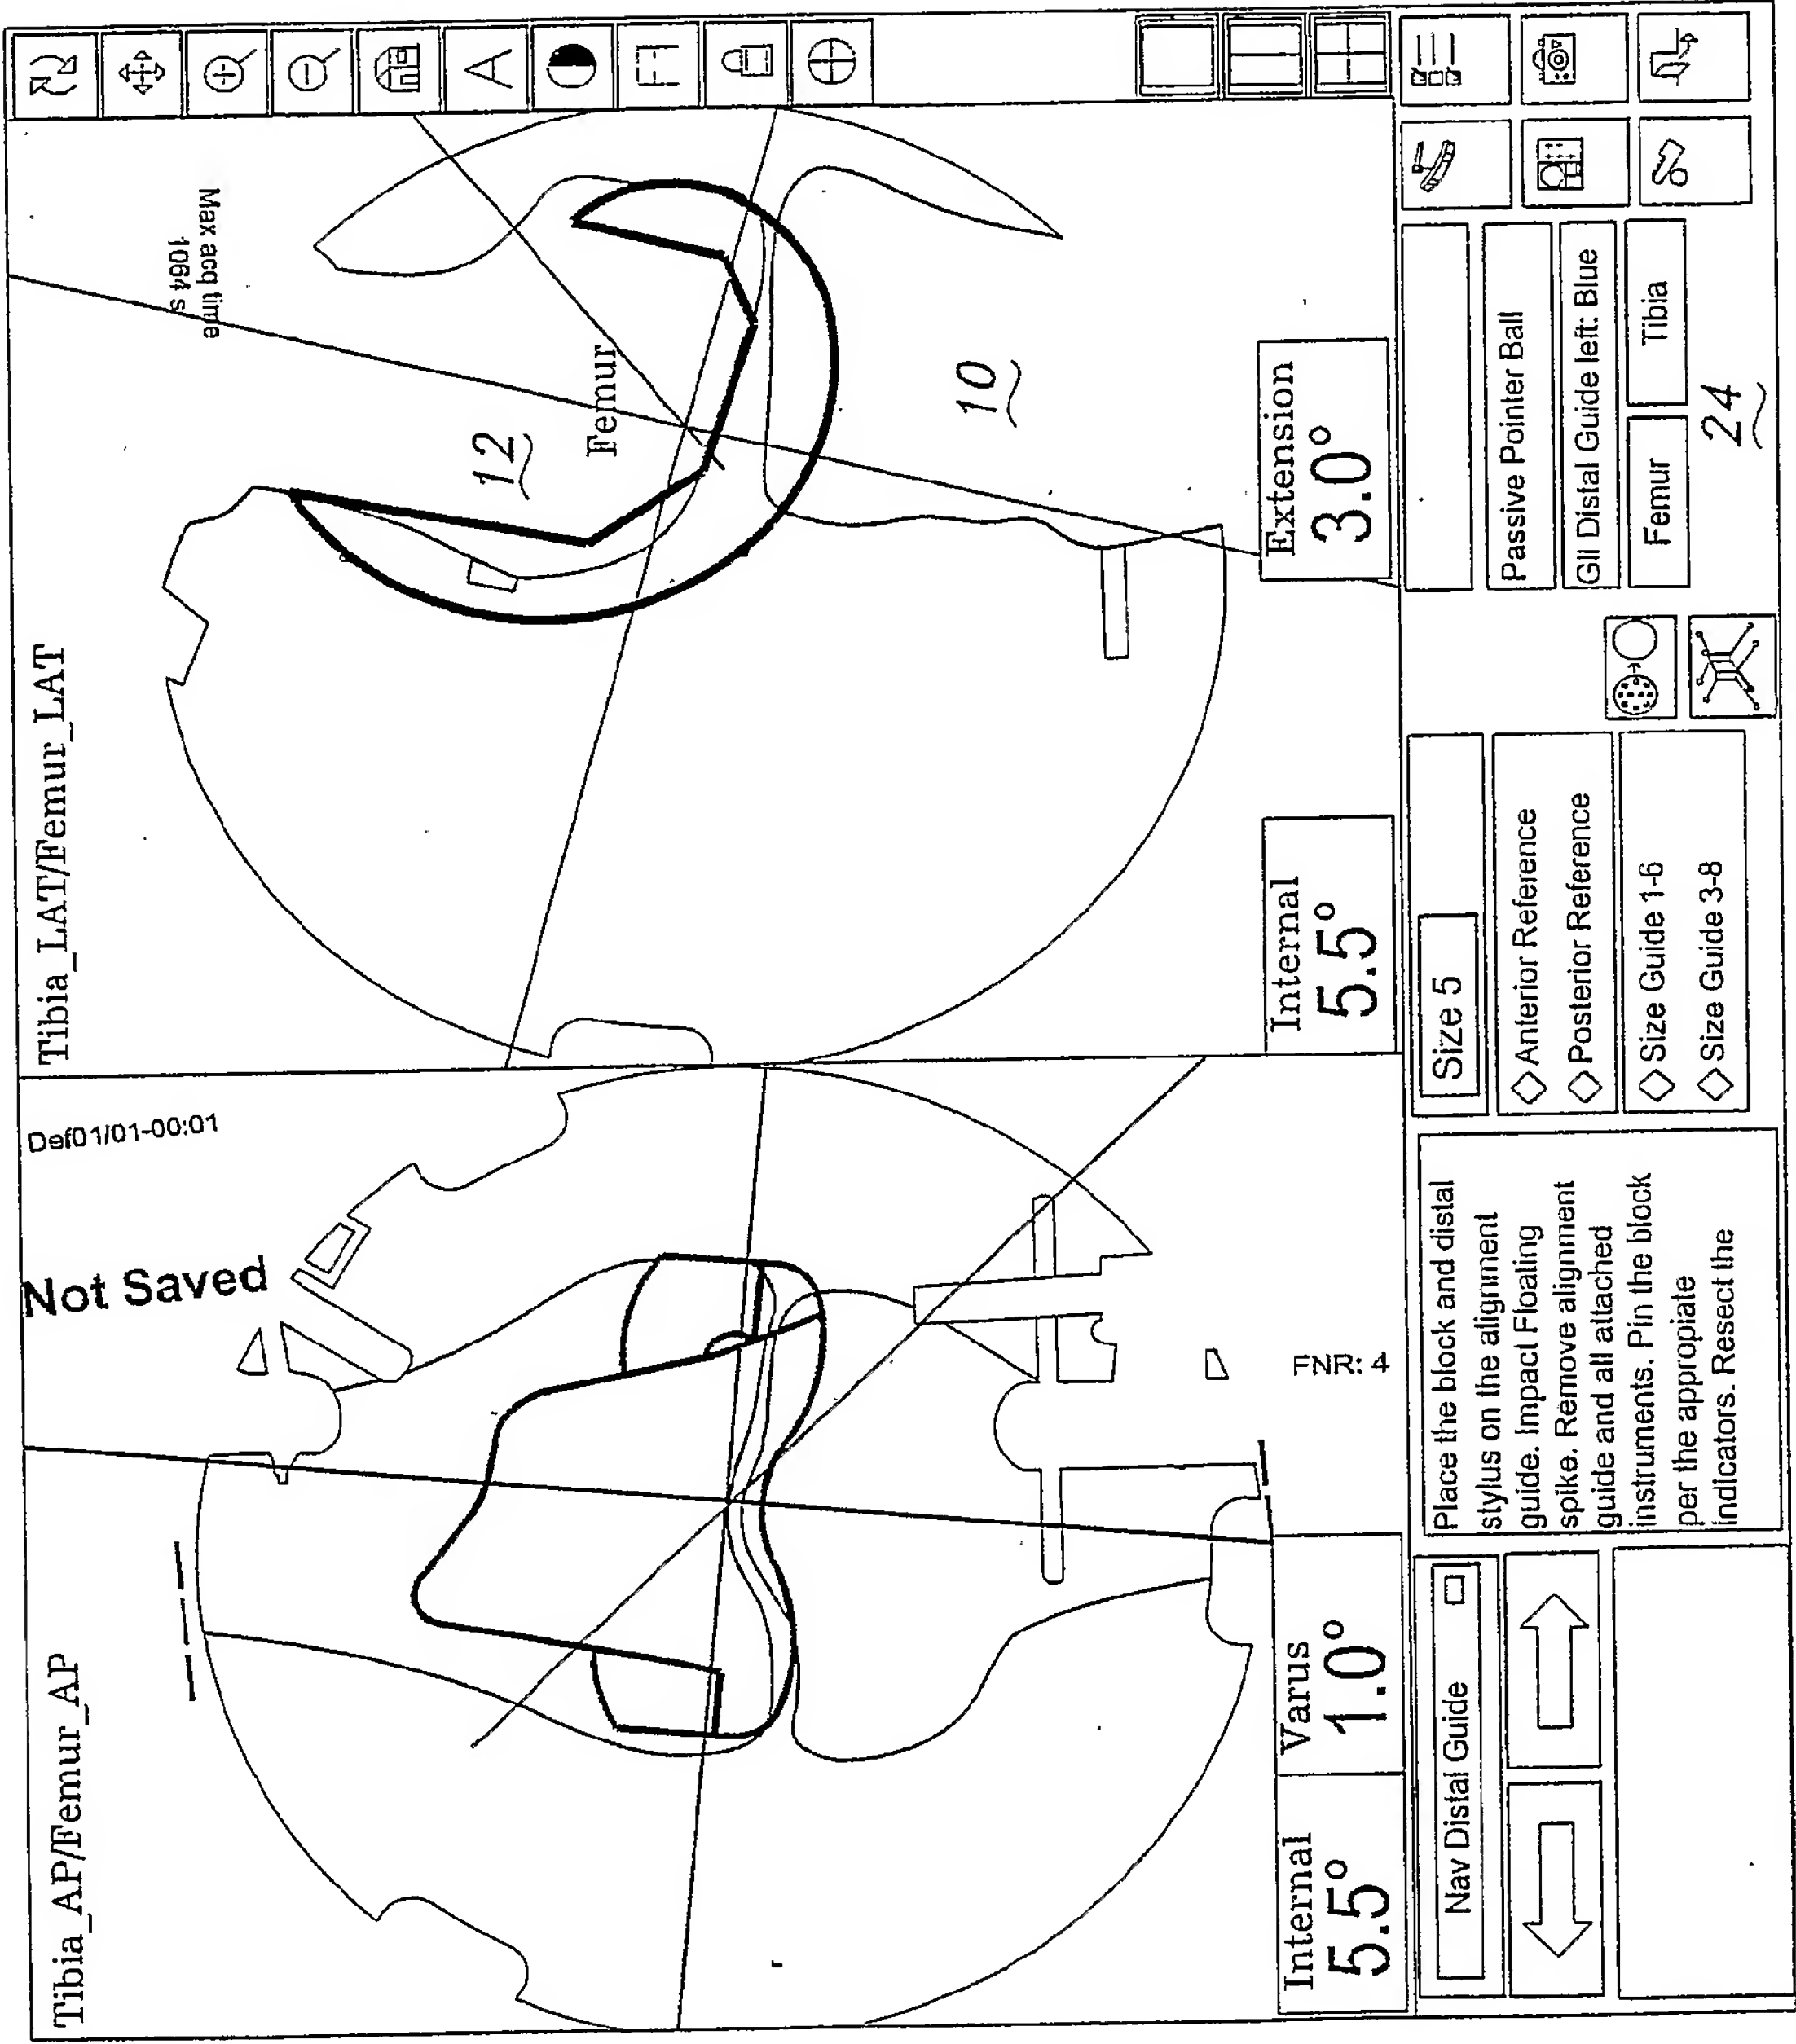 Tibia_AP/Femur_AP
Not Saved
Def01/01-00:01
FNR: 4
Internal
5.5°
Varus
1.0°
Tibia_LAT/Femur_LAT
Max acq time
1064 s
12
Femur
10
Internal
5.5°
Extension
3.0°
A
Nav Distal Guide
Place the block and distal
stylus on the alignment
guide. Impact Floating
spike. Remove alignment
guide and all attached
instruments. Pin the block
per the appropiate
indicators. Resect the
Size 5
Anterior Reference
Posterior Reference
Size Guide 1-6
Size Guide 3-8
Passive Pointer Ball
GII Distal Guide left: Blue
Femur
Tibia
24